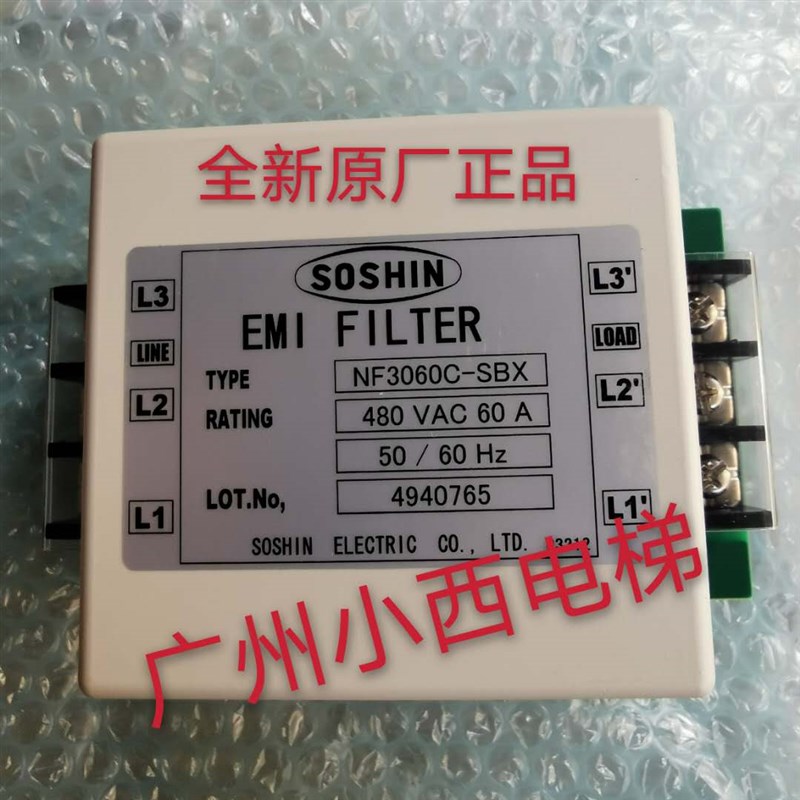 全新原厂正品
SOSHIN
EMI FILTER
L3
L3'
LINE
LOAD
L2
L2'
L1
L1'
TYPE NF3060C-SBX
RATING 480 VAC 60 A
50 / 60 Hz
LOT.No, 4940765
SOSHIN ELECTRIC CO., LTD.
广州小西电梯